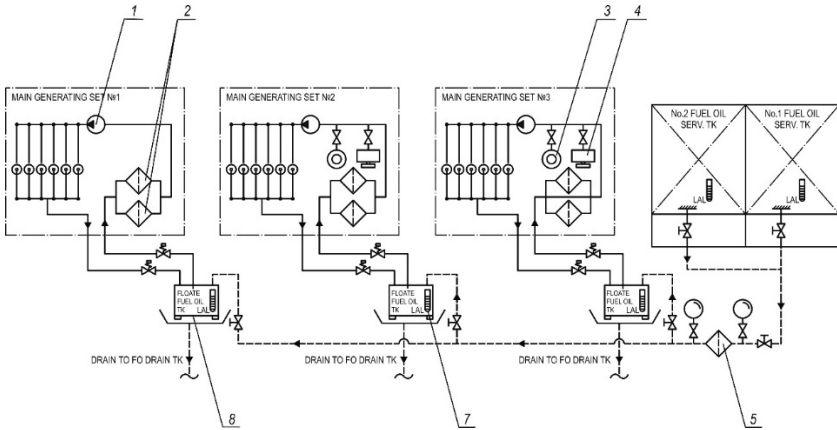 1 2 3 4
MAIN GENERATING SET №1 MAIN GENERATING SET №2 MAIN GENERATING SET №3
No.2 FUEL OIL
SERV. TK
No.1 FUEL OIL
SERV. TK
LAL LAL
FLOATE
FUEL OIL
TK LAL
FLOATE
FUEL OIL
TK LAL
FLOATE
FUEL OIL
TK LAL
DRAIN TO FO DRAIN TK DRAIN TO FO DRAIN TK DRAIN TO FO DRAIN TK
8 7 5